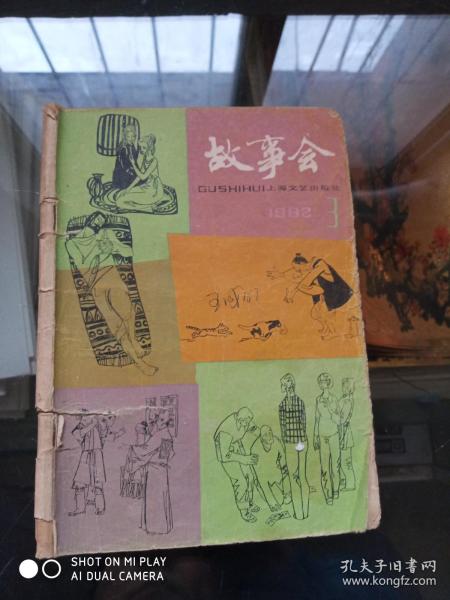 故事会
GUSHIHUI上海文艺出版社
1982 3
SHOT ON MI PLAY
AI DUAL CAMERA
孔夫子旧书网
www.kongfz.com